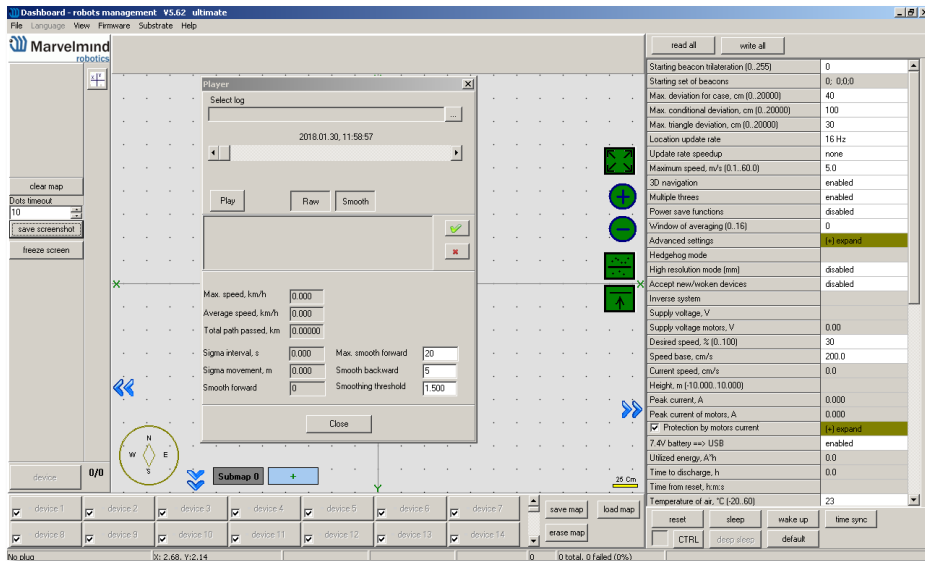 Dashboard - robots management V5.62 ultimate
File Language View Firmware Substrate Help
Marvelmind
robotics
x y
clear map
Dots timeout
10
save screenshot
freeze screen
device
0/0
Player
Select log
...
2018.01.30, 11:58:57
Play Raw Smooth
Max. speed, km/h 0.000
Average speed, km/h 0.000
Total path passed, km 0.00000
Sigma interval, s 0.000 Max. smooth forward 20
Sigma movement, m 0.000 Smooth backward 5
Smooth forward 0 Smoothing threshold 1.500
Close
X X
N
W E
S
Submap 0 +
Y
25 Cm
read all write all
Starting beacon trilateration (0..255) 0
Starting set of beacons 0; 0;0;0
Max. deviation for case, cm (0..20000) 40
Max. conditional deviation, cm (0..20000) 100
Max. triangle deviation, cm (0..20000) 30
Location update rate 16 Hz
Update rate speedup none
Maximum speed, m/s (0.1..60.0) 5.0
3D navigation enabled
Multiple threes enabled
Power save functions disabled
Window of averaging (0..16) 0
Advanced settings (+) expand
Hedgehog mode
High resolution mode (mm) disabled
Accept new/woken devices disabled
Inverse system
Supply voltage, V
Supply voltage motors, V 0.00
Desired speed, % (0..100) 30
Speed base, cm/s 200.0
Current speed, cm/s 0.0
Height, m (-10.000..10.000)
Peak current, A 0.000
Peak current of motors, A 0.000
Protection by motors current (+) expand
7.4V battery ==> USB enabled
Utilized energy, A*h 0.0
Time to discharge, h 0.0
Time from reset, h:m:s
Temperature of air, °C (-20..60) 23
device 1 device 2 device 3 device 4 device 5 device 6 device 7
device 8 device 9 device 10 device 11 device 12 device 13 device 14
save map load map
erase map
reset sleep wake up time sync
CTRL deep sleep default
No plug X: 2.68, Y:2.14 0 0 total, 0 failed (0%)